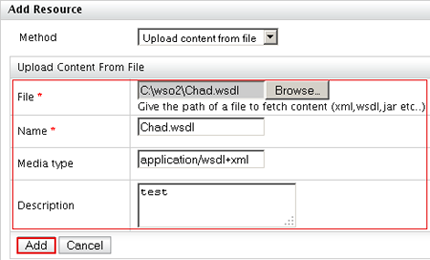 Add Resource
Method Upload content from file
Upload Content From File
File * C:\wso2\Chad.wsdl Browse...
Give the path of a file to fetch content (xml,wsdl,jar etc..)
Name * Chad.wsdl
Media type application/wsdl+xml
Description test
Add Cancel